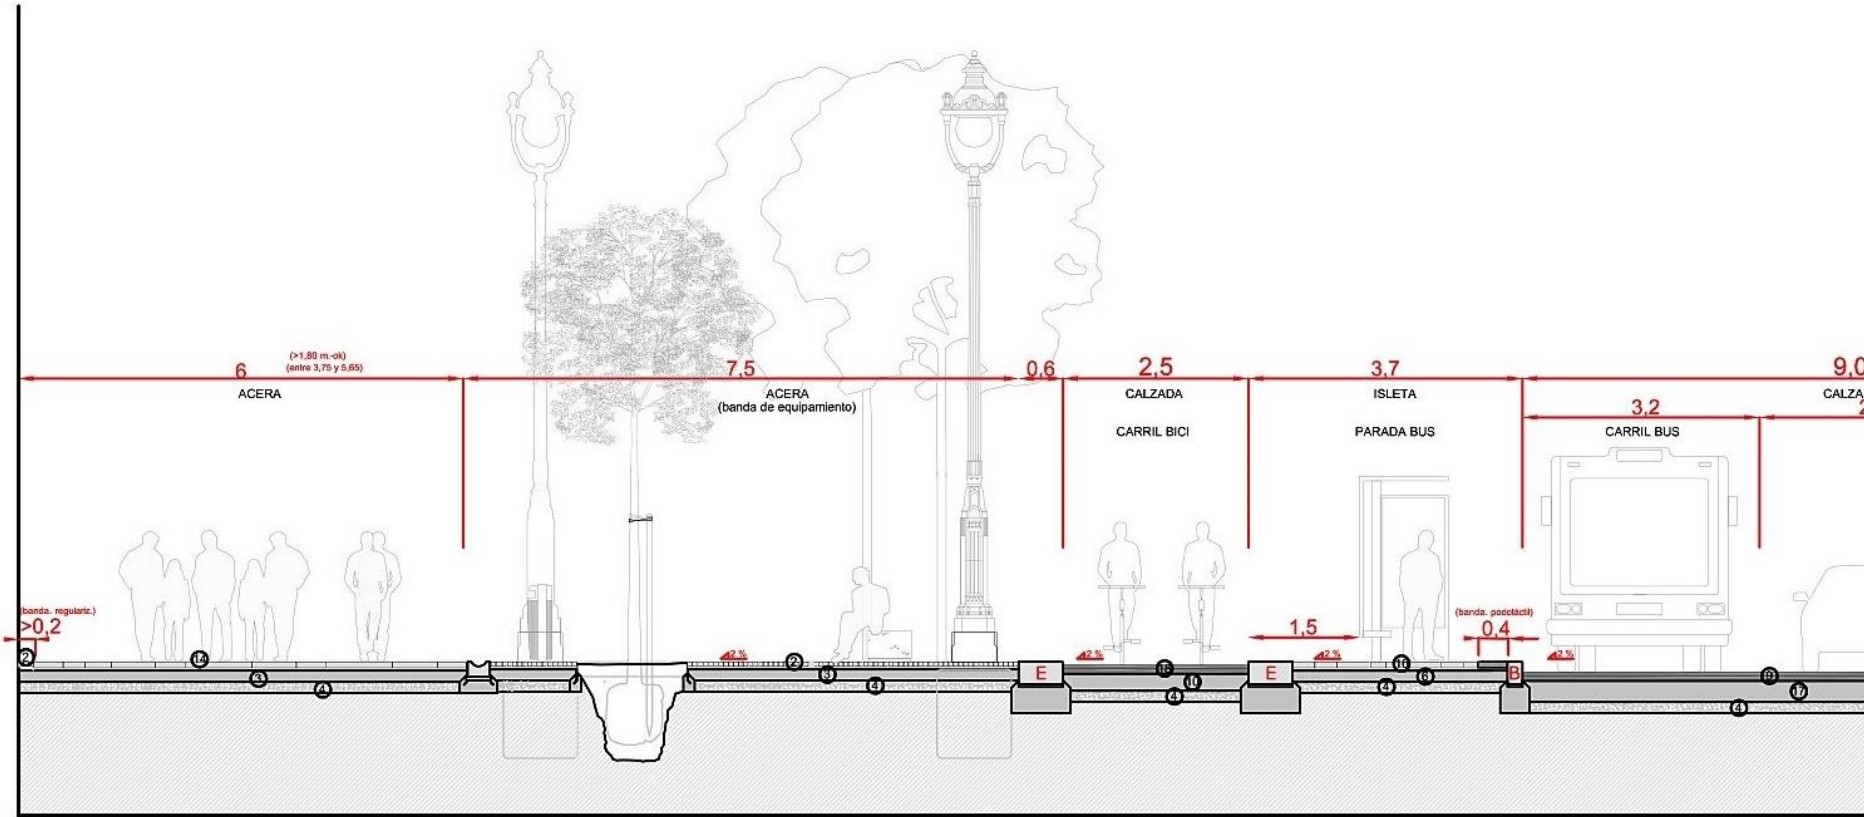 (>1,80 m.-ok)
6
(entre 3,75 y 5,65)
7,5
0,6
2,5
3,7
9,0
ACERA
ACERA
(banda de equipamiento)
CALZADA
ISLETA
CALZA
3,2
2
CARRIL BICI
PARADA BUS
CARRIL BUS
(banda. regulariz.)
>0,2
(banda. podotáctil)
1,5
0,4
2 %
2 %
2 %
2 %
2
14
3
4
2
3
4
E
18
10
4
E
16
6
4
B
9
17
4